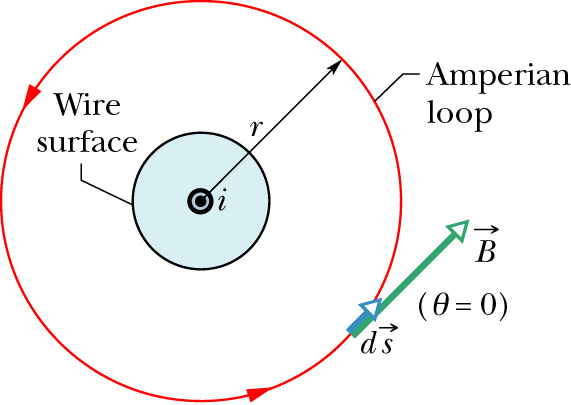 Amperian
loop
Wire
surface
r
i
B⃗
(θ = 0)
ds⃗